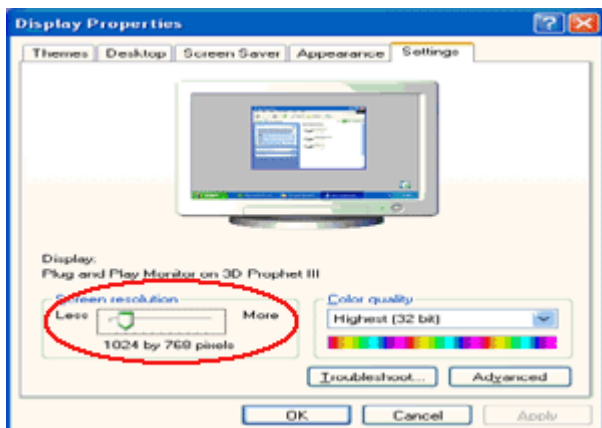 Display Properties
Themes Desktop Screen Saver Appearance Settings
Display:
Plug and Play Monitor on 3D Prophet III
Screen resolution
Less More
1024 by 768 pixels
Color quality
Highest (32 bit)
Troubleshoot... Advanced
OK Cancel Apply